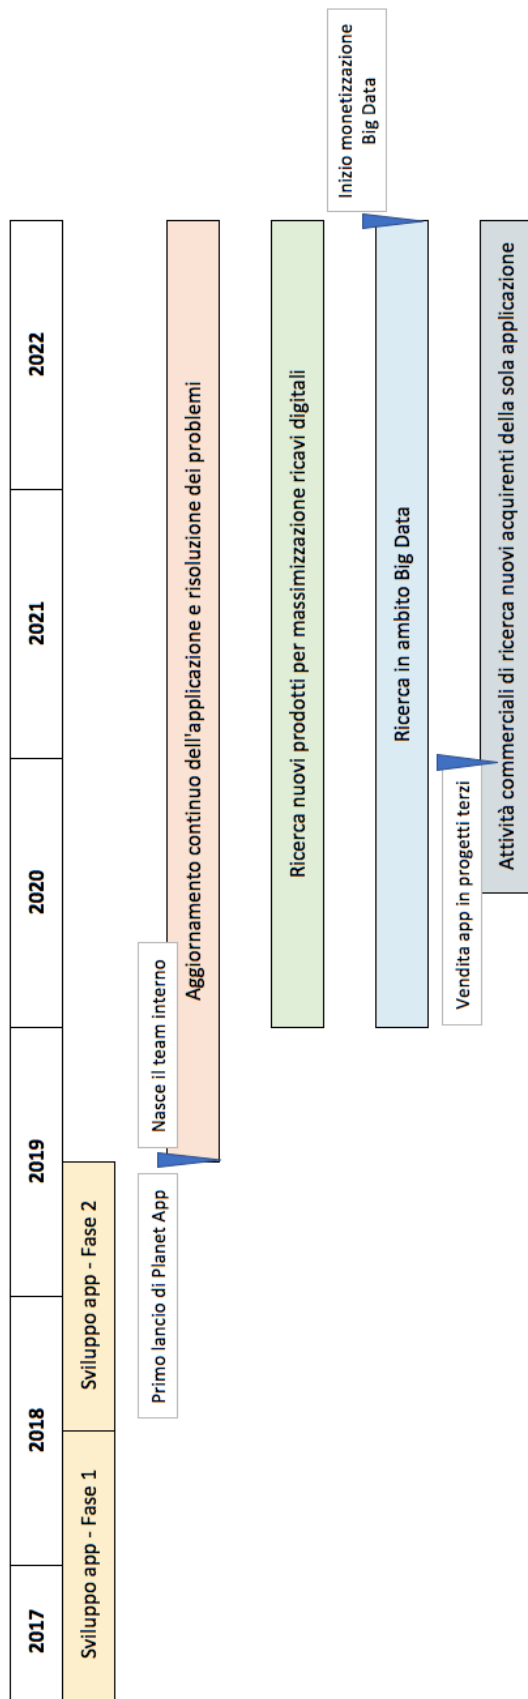 2017
2018
2019
2020
2021
2022
Sviluppo app - Fase 1
Sviluppo app - Fase 2
Primo lancio di Planet App
Nasce il team interno
Aggiornamento continuo dell'applicazione e risoluzione dei problemi
Ricerca nuovi prodotti per massimizzazione ricavi digitali
Inizio monetizzazione
Big Data
Ricerca in ambito Big Data
Vendita app in progetti terzi
Attività commerciali di ricerca nuovi acquirenti della sola applicazione